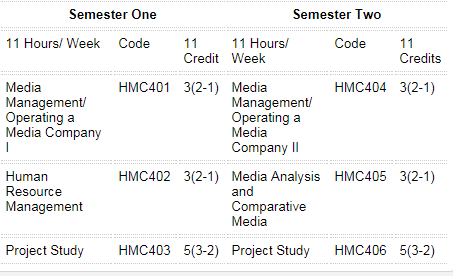 Semester One Semester Two
11 Hours/ Week Code 11 Credit 11 Hours/ Week Code 11 Credits
Media Management/ Operating a Media Company I HMC401 3(2-1) Media Management/ Operating a Media Company II HMC404 3(2-1)
Human Resource Management HMC402 3(2-1) Media Analysis and Comparative Media HMC405 3(2-1)
Project Study HMC403 5(3-2) Project Study HMC406 5(3-2)